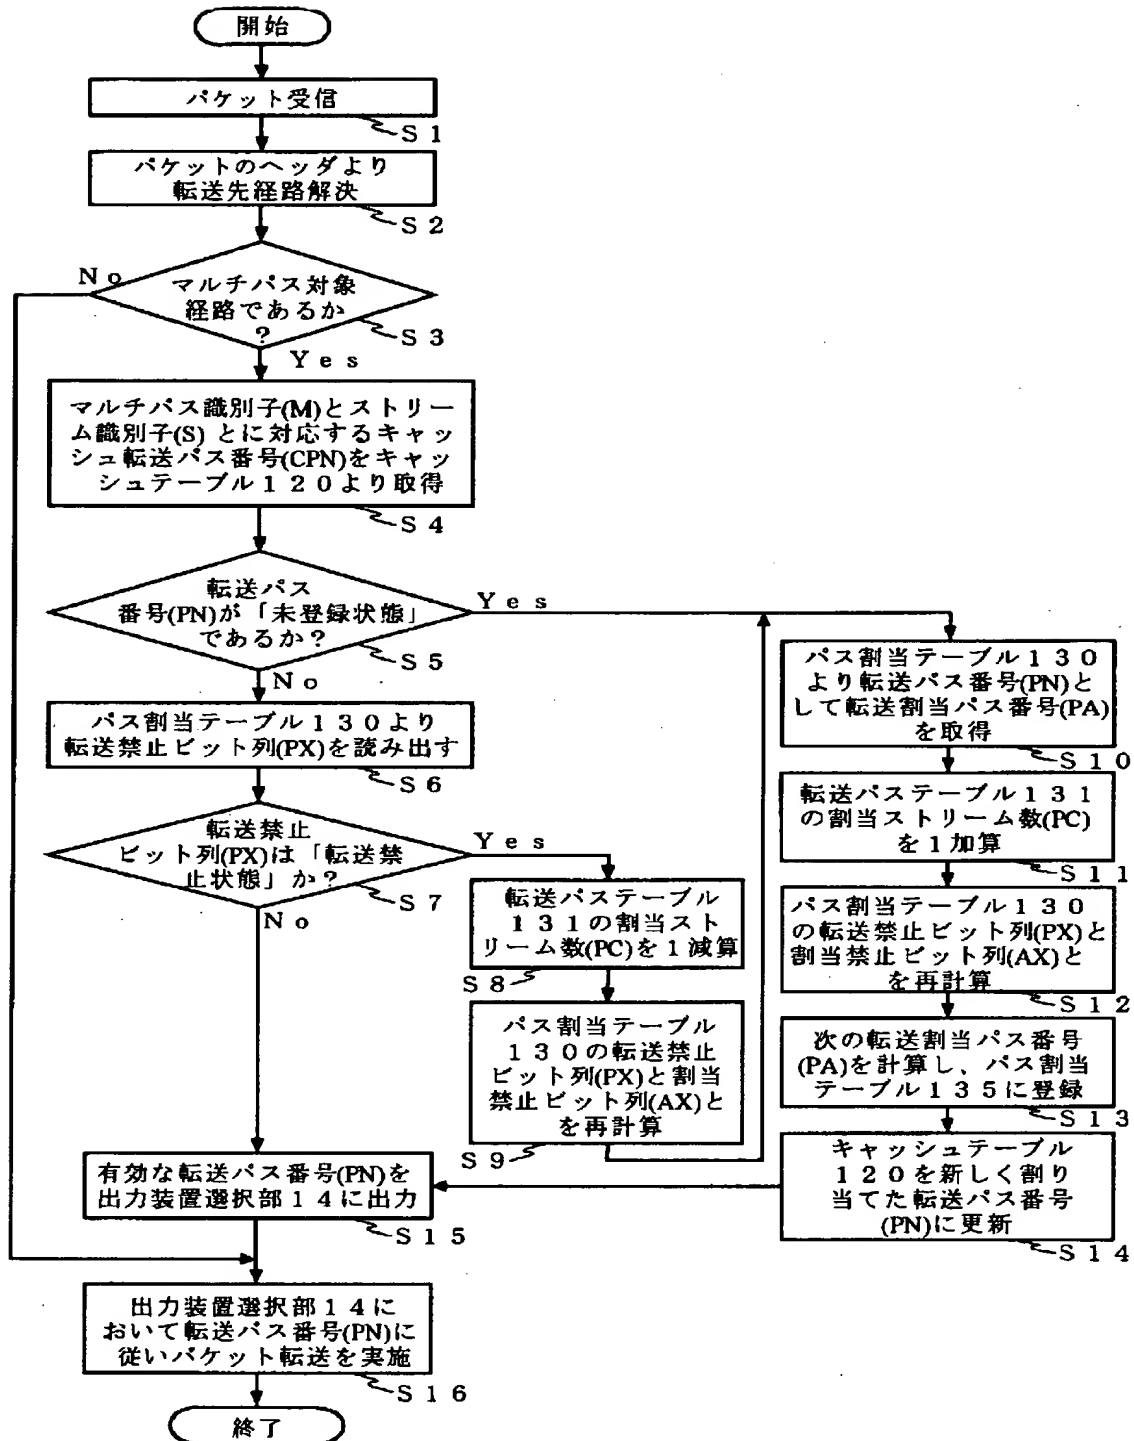 開始
パケット受信
S1
パケットのヘッダより
転送先経路解決
S2
No
マルチパス対象
経路であるか
?
S3
Yes
マルチパス識別子(M)とストリー
ム識別子(S) とに対応するキャッ
シュ転送パス番号(CPN)をキャッ
シュテーブル120より取得
S4
転送パス
番号(PN)が「未登録状態」
であるか?
S5
Yes
No
パス割当テーブル130より
転送禁止ビット列(PX)を読み出す
S6
転送禁止
ビット列(PX)は「転送禁
止状態」か?
S7
Yes
No
転送パステーブル
131の割当スト
リーム数(PC)を1減算
S8
パス割当テーブル
130の転送禁止
ビット列(PX)と割当
禁止ビット列(AX)と
を再計算
S9
パス割当テーブル130
より転送パス番号(PN)と
して転送割当パス番号(PA)
を取得
S10
転送パステーブル131
の割当ストリーム数(PC)
を1加算
S11
パス割当テーブル130
の転送禁止ビット列(PX)と
割当禁止ビット列(AX)と
を再計算
S12
次の転送割当パス番号
(PA)を計算し、パス割当
テーブル135に登録
S13
キャッシュテーブル
120を新しく割り
当てた転送パス番号
(PN)に更新
S14
有効な転送パス番号(PN)を
出力装置選択部14に出力
S15
出力装置選択部14に
おいて転送パス番号(PN)に
従いパケット転送を実施
S16
終了